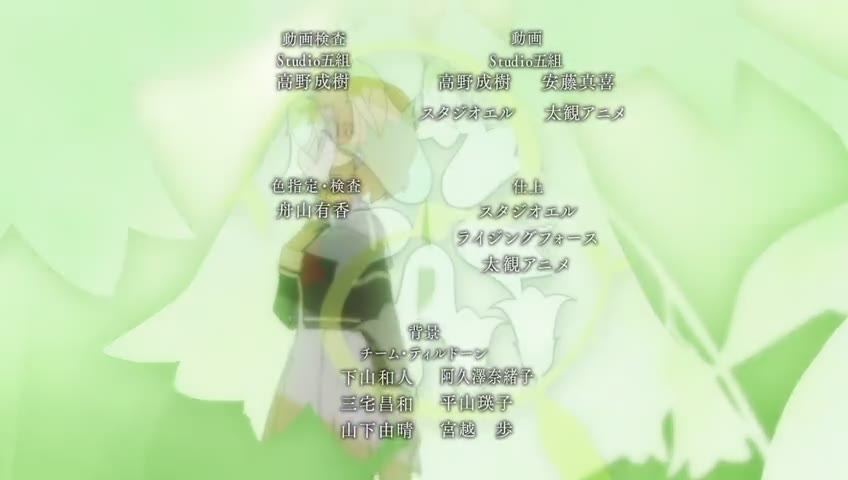 動画検査
Studio五組
高野成樹
動画
Studio五組
高野成樹 安藤真喜
スタジオエル 太観アニメ
色指定・検査
舟山有香
仕上
スタジオエル
ライジングフォース
太観アニメ
背景
チーム・ティルドーン
下山和人 阿久澤奈緒子
三宅昌和 平山瑛子
山下由晴 宮越 歩